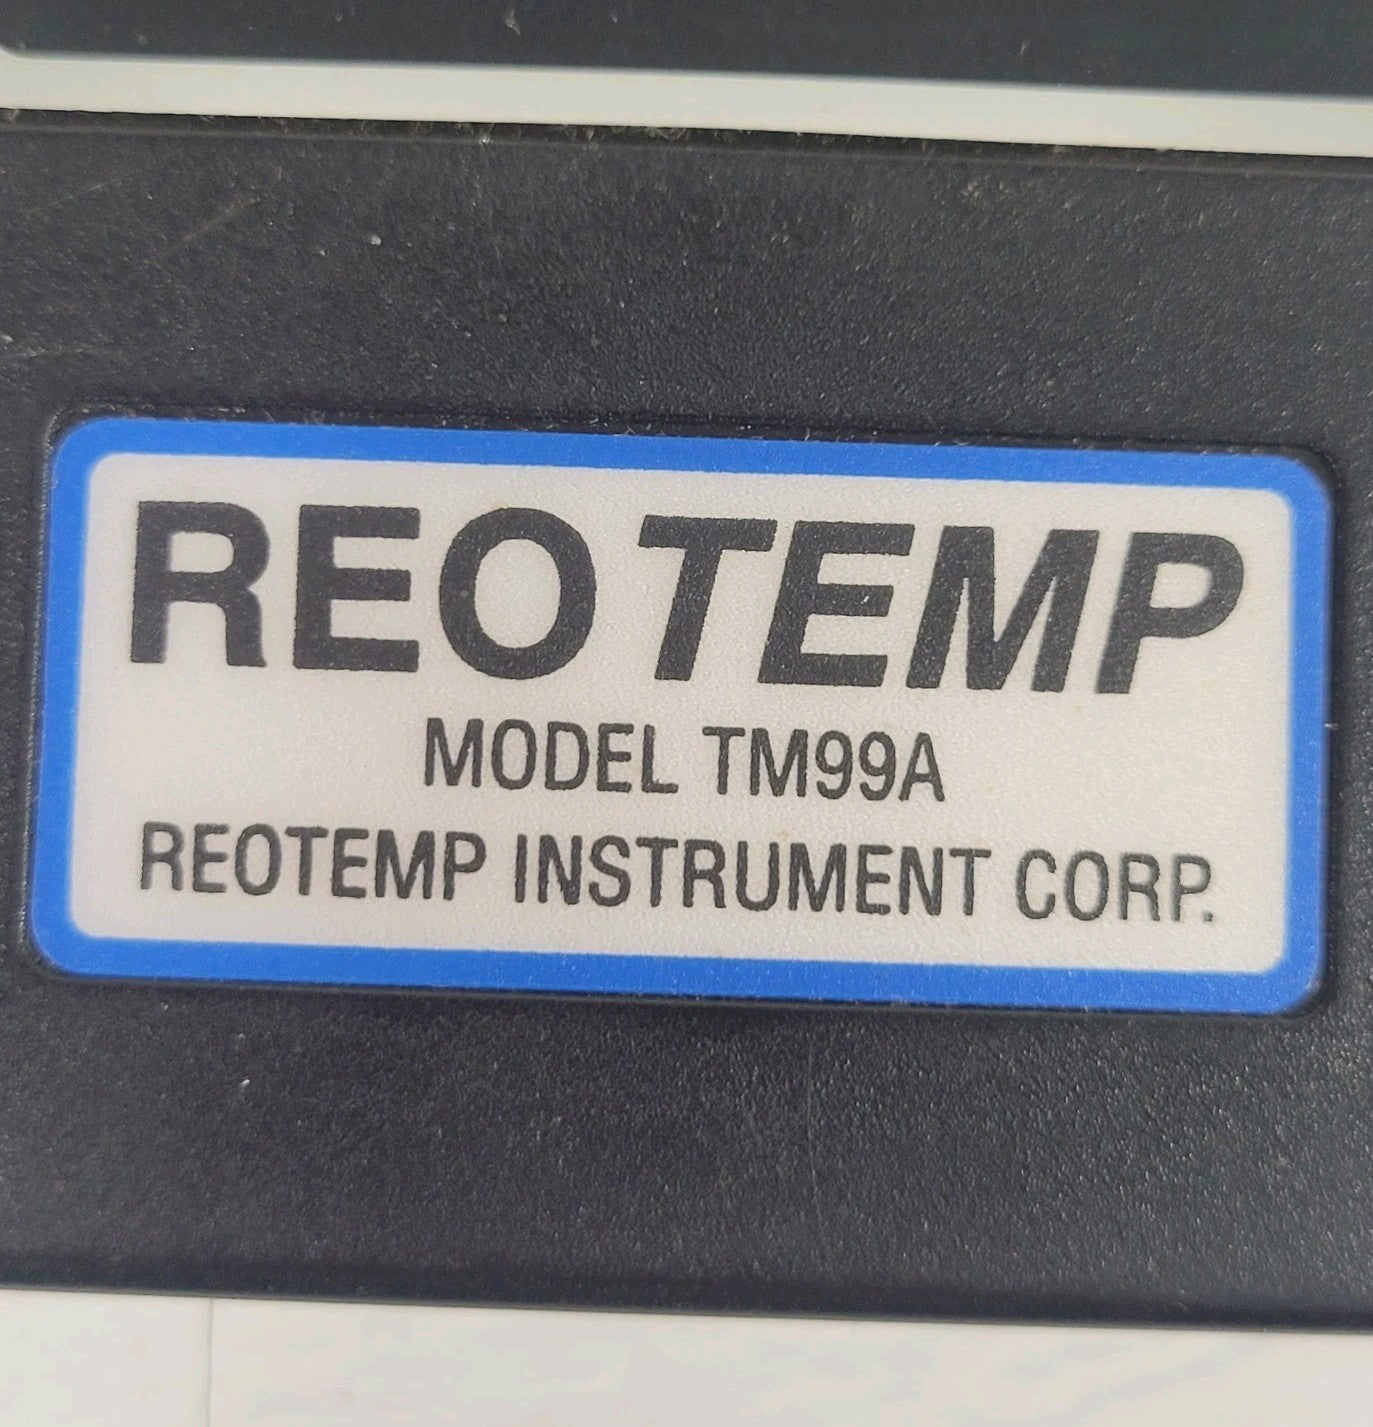 REOTEMP
MODEL TM99A
REOTEMP INSTRUMENT CORP.